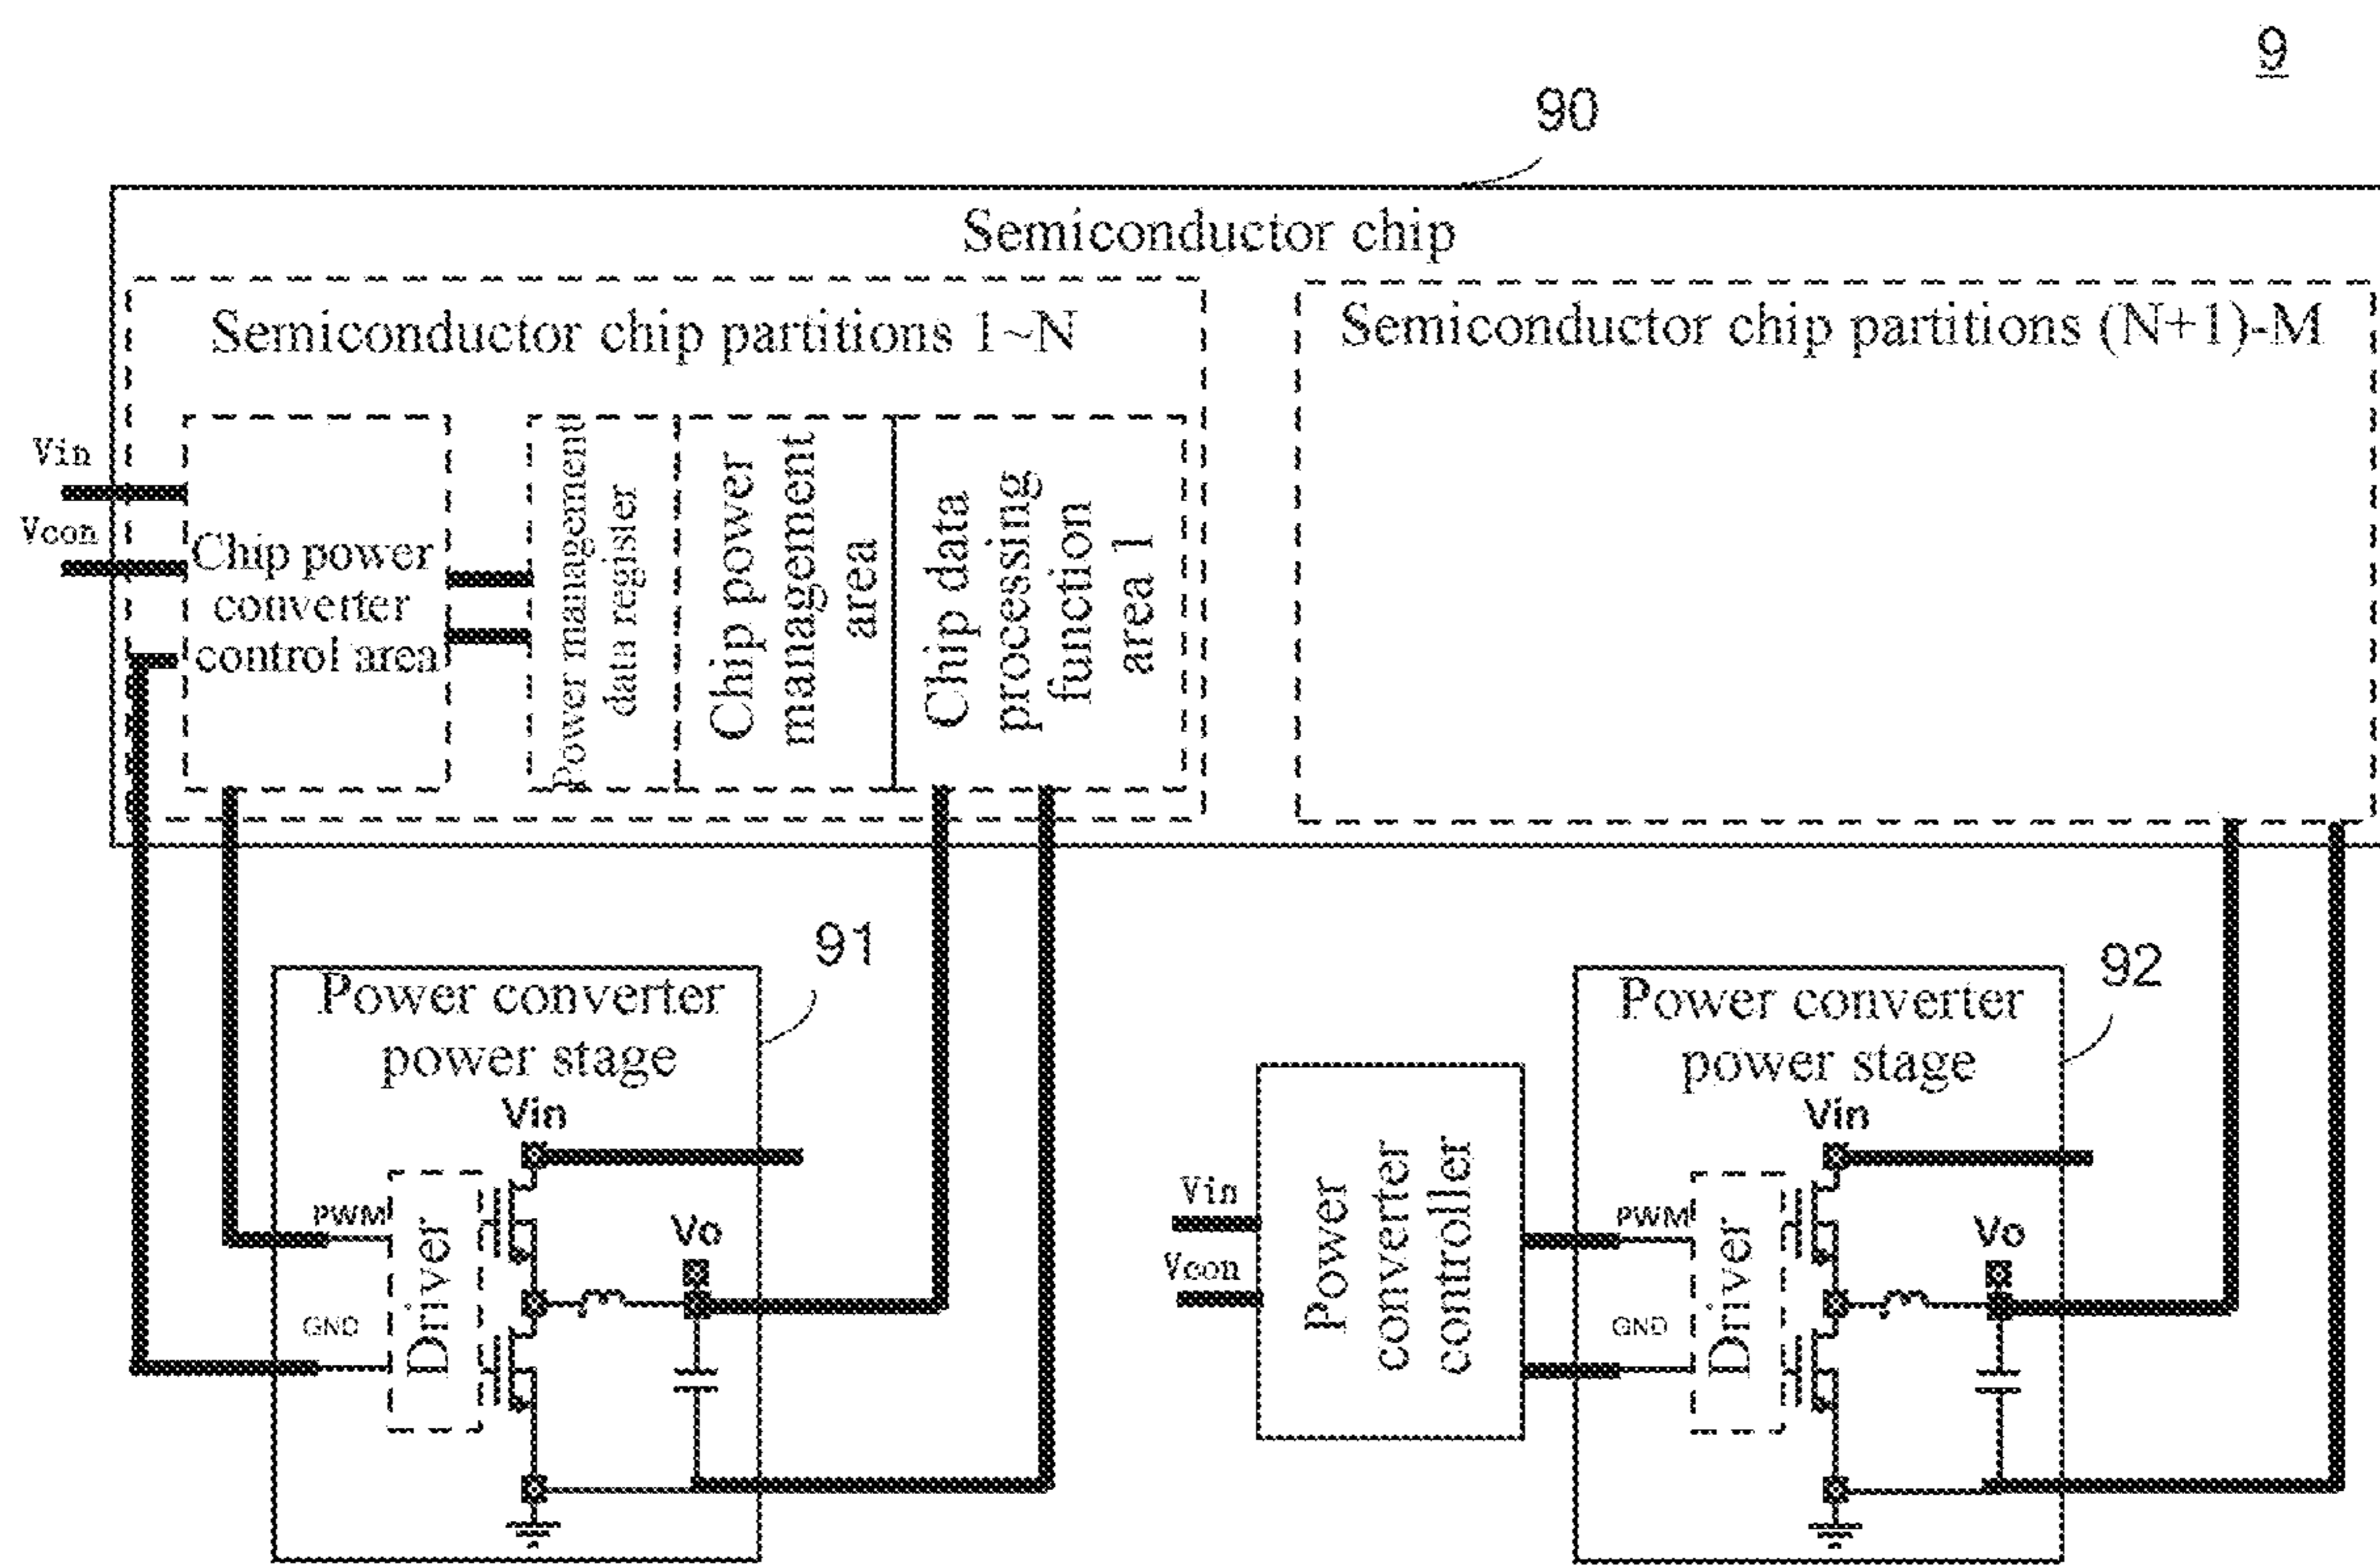 9
90
Semiconductor chip
Semiconductor chip partitions 1~N
Semiconductor chip partitions (N+1)-M
Vin
Vcon
Chip power
converter
control area
Power management
data register
Chip power
management
area
Chip data
processing
function
area 1
91
Power converter
power stage
Vin
PWM
GND
Driver
Vo
92
Power converter
power stage
Vin
Vin
Vcon
Power
converter
controller
PWM
GND
Driver
Vo